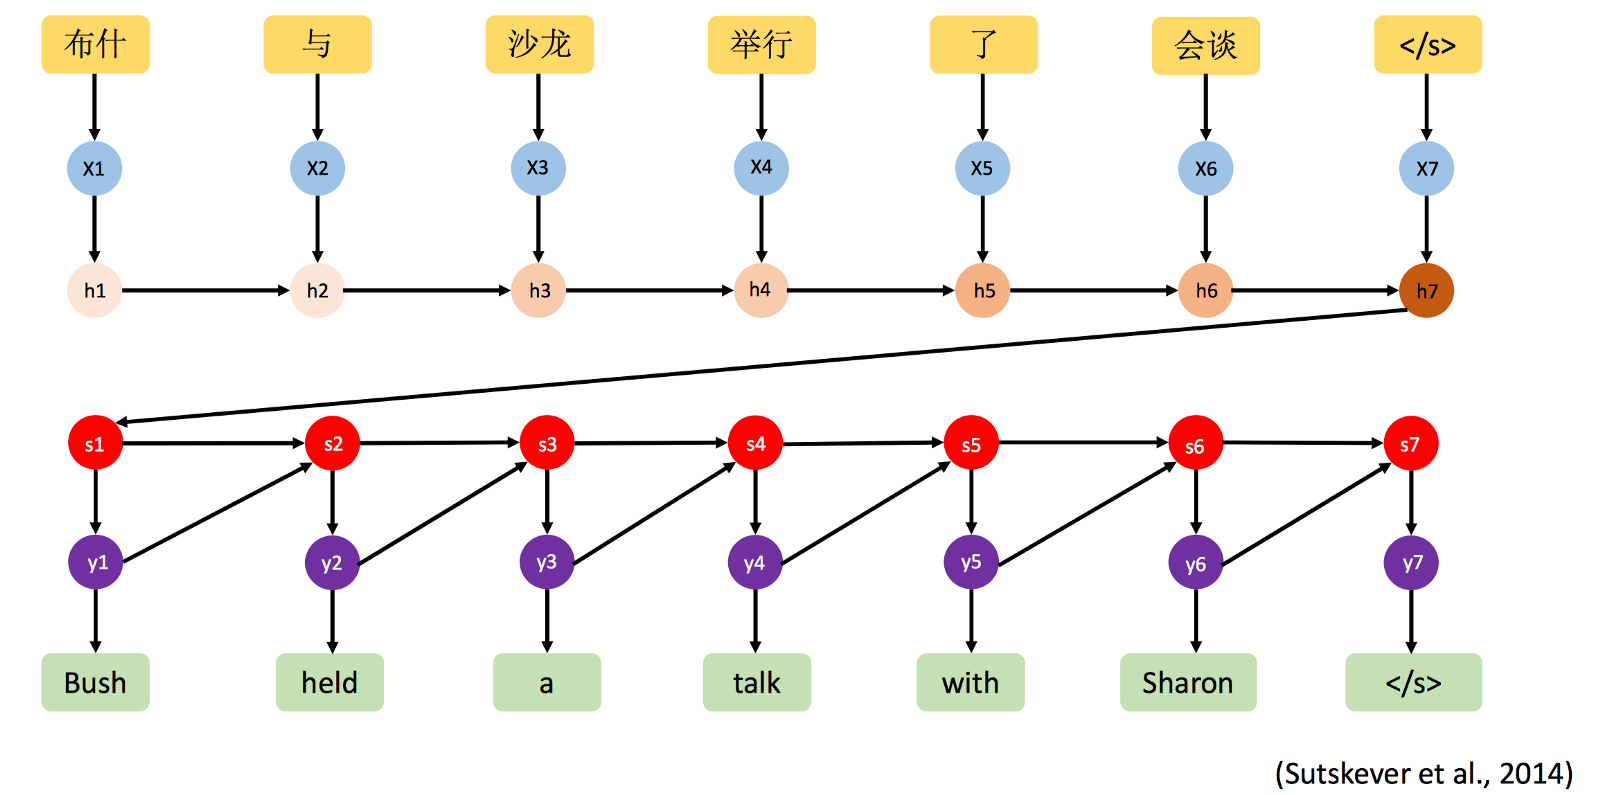 布什 与 沙龙 举行 了 会谈 </s>
X1 X2 X3 X4 X5 X6 X7
h1 h2 h3 h4 h5 h6 h7
s1 s2 s3 s4 s5 s6 s7
y1 y2 y3 y4 y5 y6 y7
Bush held a talk with Sharon </s>
(Sutskever et al., 2014)